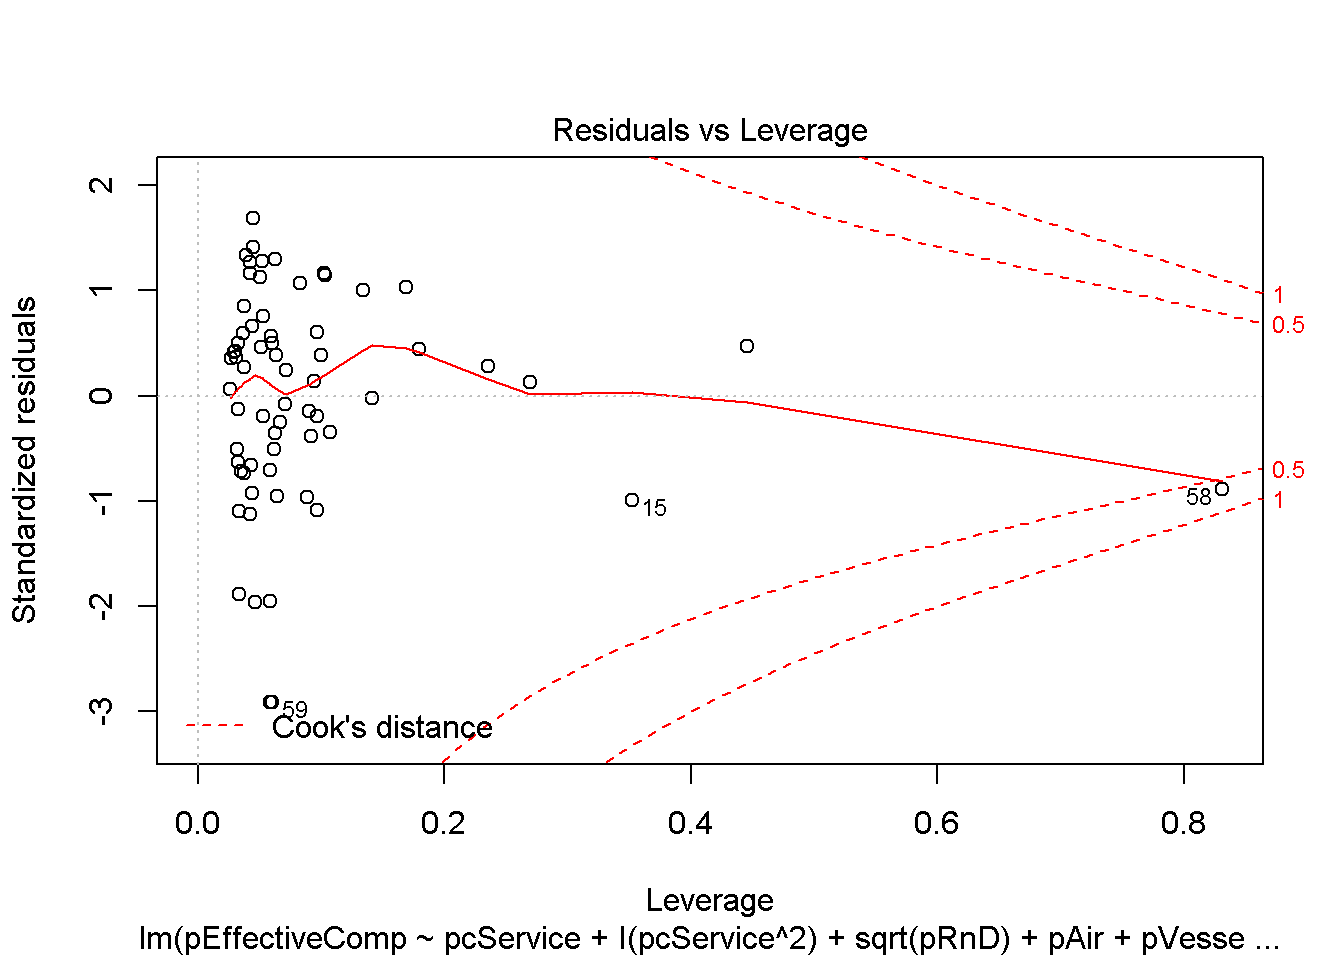 Residuals vs Leverage
Standardized residuals
2
1
0
-1
-2
-3
1
0.5
0.5
1
15
58
59
Cook's distance
0.0 0.2 0.4 0.6 0.8
Leverage
lm(pEffectiveComp ~ pcService + I(pcService^2) + sqrt(pRnD) + pAir + pVesse ...